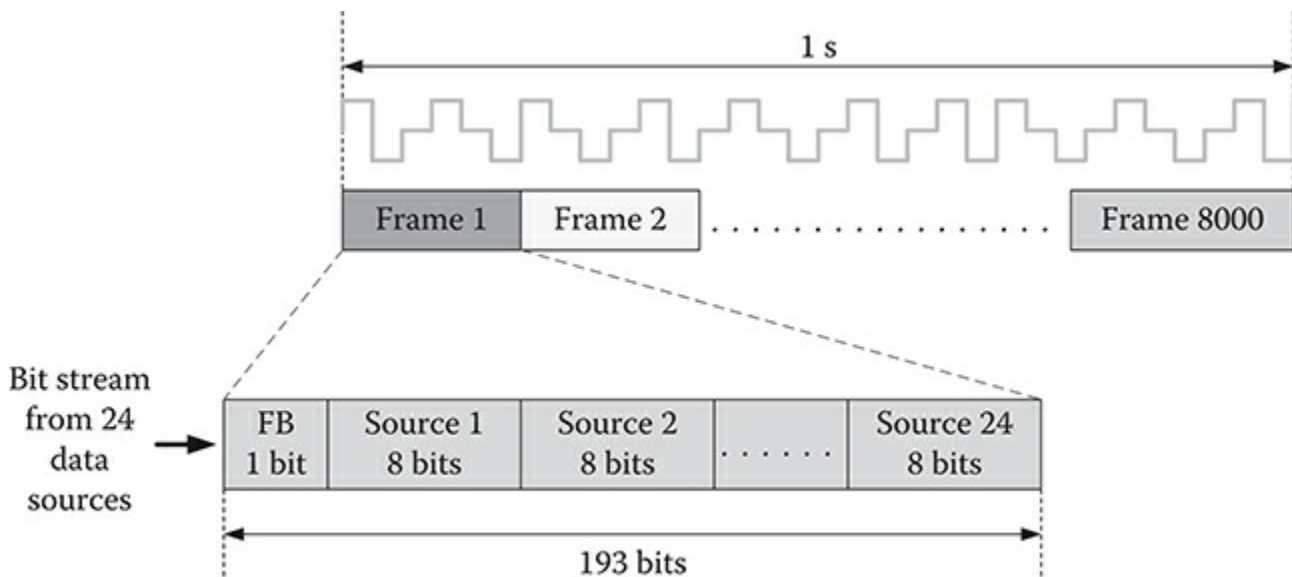 1 s
Frame 1
Frame 2
Frame 8000
Bit stream
from 24
data
sources
FB
1 bit
Source 1
8 bits
Source 2
8 bits
Source 24
8 bits
193 bits